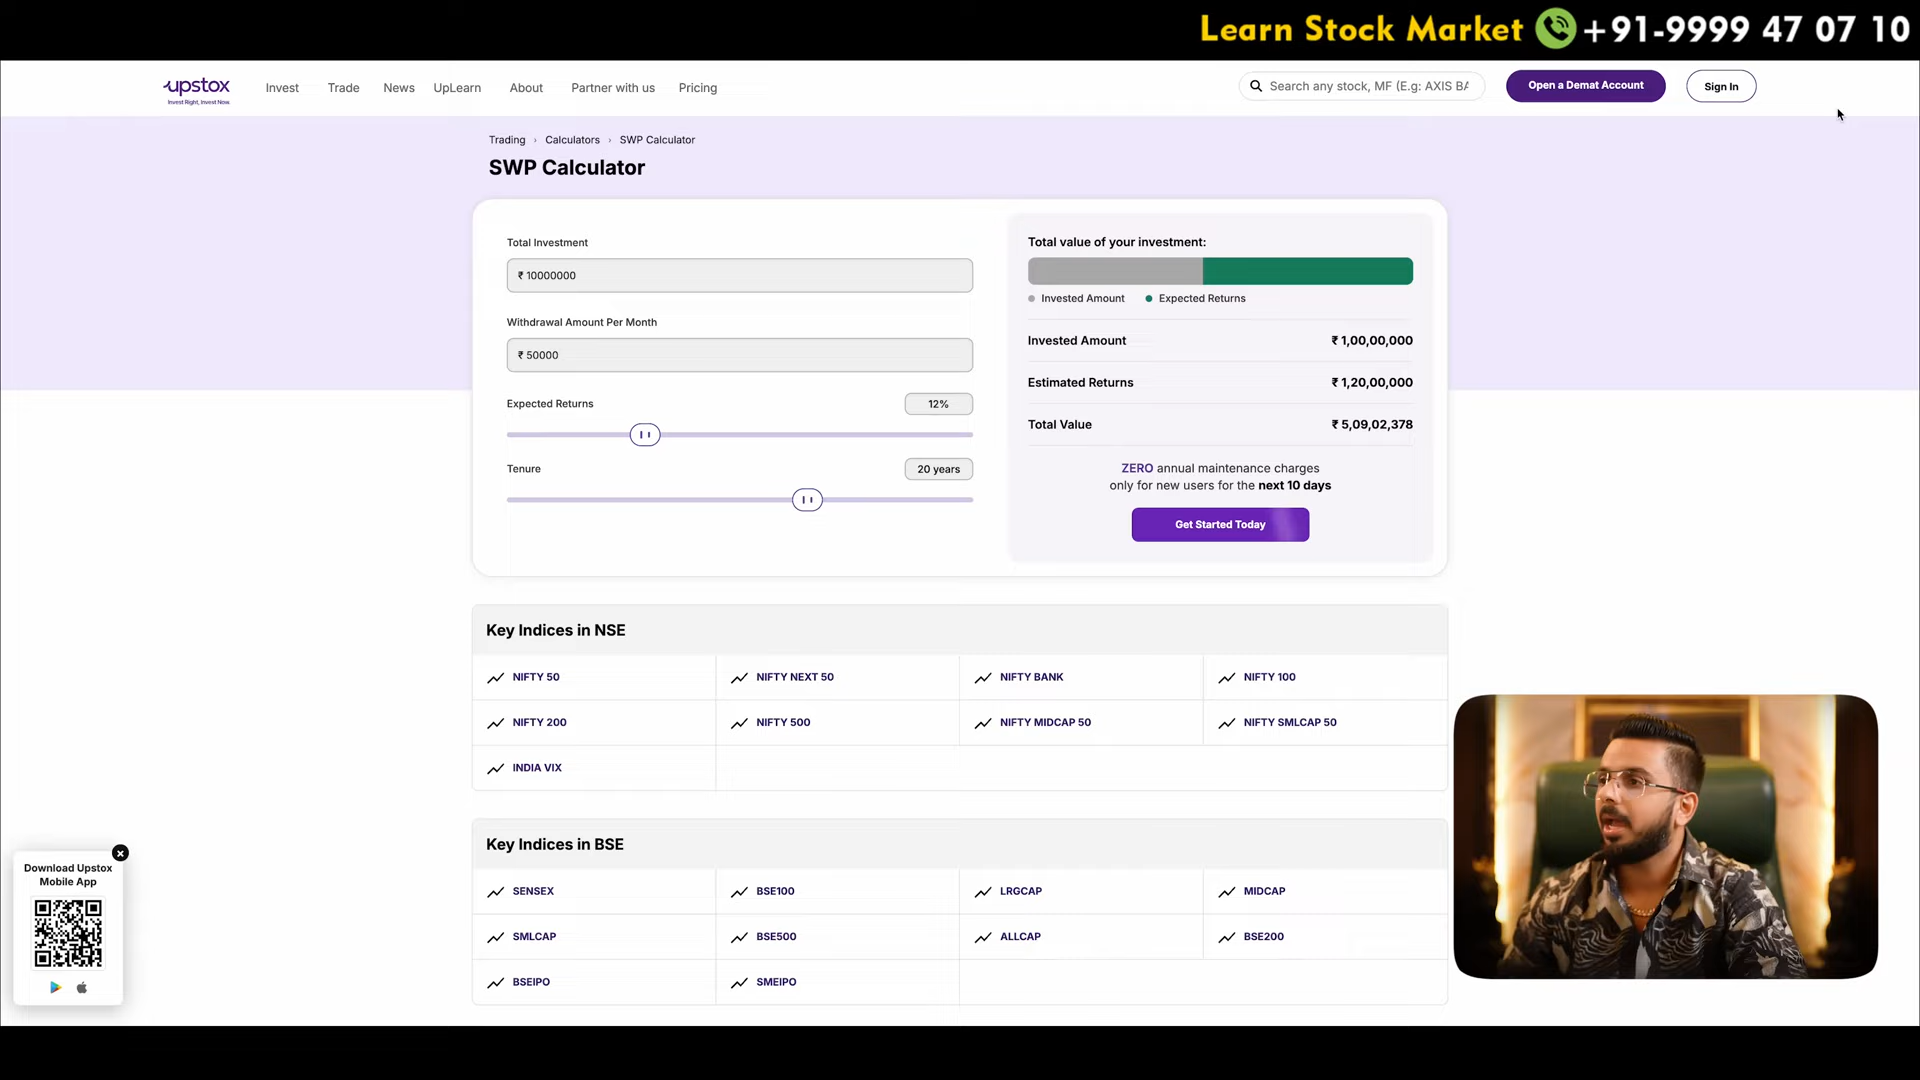 Learn Stock Market +91-9999 47 07 10
upstox
Invest Right, Invest Now
Invest
Trade
News
UpLearn
About
Partner with us
Pricing
Search any stock, MF (E.g: AXIS BA
Open a Demat Account
Sign In
Trading › Calculators › SWP Calculator
SWP Calculator
Total Investment
₹ 10000000
Withdrawal Amount Per Month
₹ 50000
Expected Returns
12%
Tenure
20 years
Total value of your investment:
Invested Amount
Expected Returns
Invested Amount ₹ 1,00,00,000
Estimated Returns ₹ 1,20,00,000
Total Value ₹ 5,09,02,378
ZERO annual maintenance charges
only for new users for the next 10 days
Get Started Today
Key Indices in NSE
NIFTY 50
NIFTY NEXT 50
NIFTY BANK
NIFTY 100
NIFTY 200
NIFTY 500
NIFTY MIDCAP 50
NIFTY SMLCAP 50
INDIA VIX
Key Indices in BSE
SENSEX
BSE100
LRGCAP
MIDCAP
SMLCAP
BSE500
ALLCAP
BSE200
BSEIPO
SMEIPO
Download Upstox
Mobile App